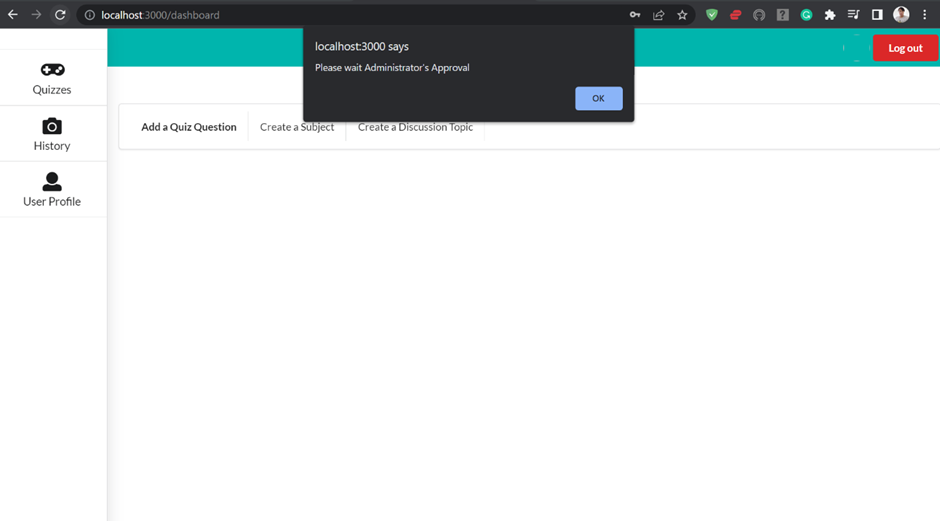 localhost:3000/dashboard
localhost:3000 says
Please wait Administrator's Approval
OK
Log out
Quizzes
History
User Profile
Add a Quiz Question
Create a Subject
Create a Discussion Topic